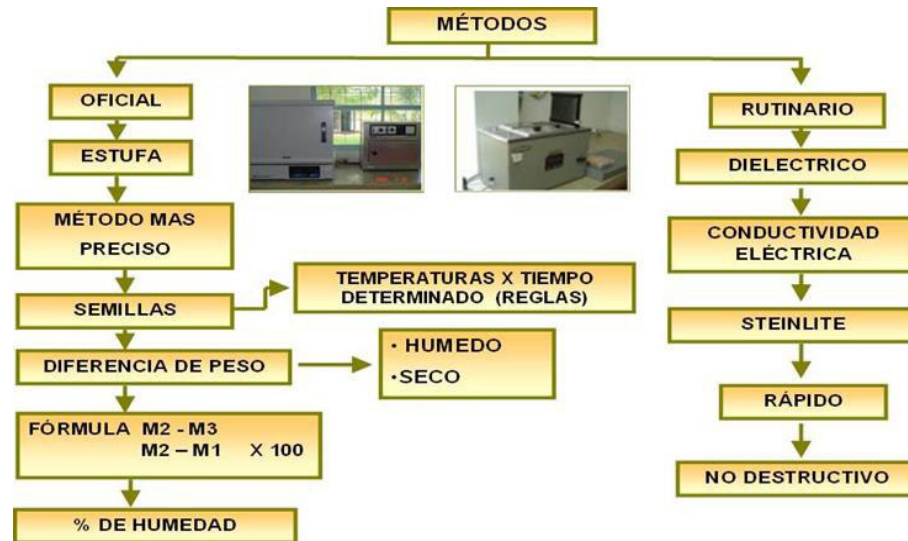 MÉTODOS
OFICIAL
ESTUFA
MÉTODO MAS
PRECISO
SEMILLAS
TEMPERATURAS X TIEMPO
DETERMINADO (REGLAS)
DIFERENCIA DE PESO
• HUMEDO
•SECO
FÓRMULA M2 - M3
M2 – M1 X 100
% DE HUMEDAD
RUTINARIO
DIELECTRICO
CONDUCTIVIDAD
ELÉCTRICA
STEINLITE
RÁPIDO
NO DESTRUCTIVO